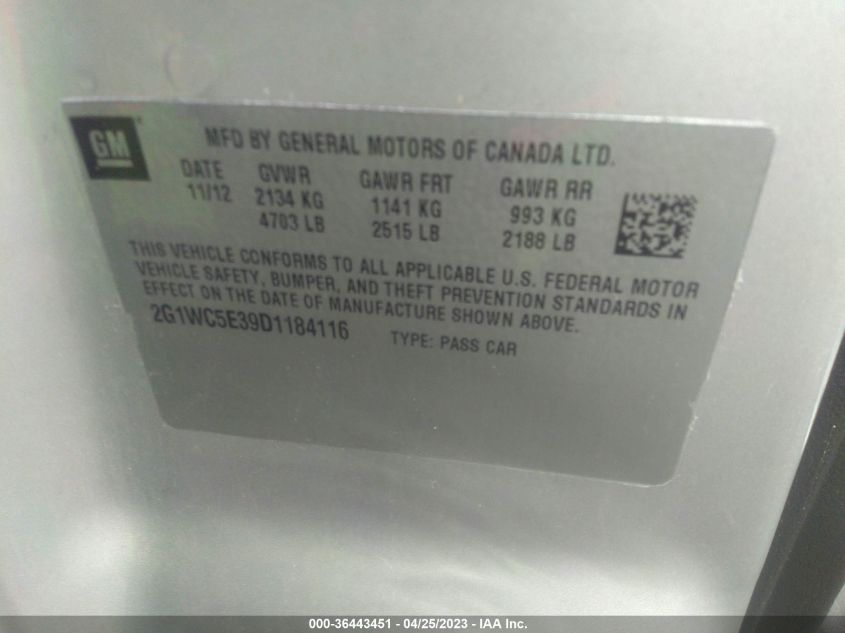 GM
MFD BY GENERAL MOTORS OF CANADA LTD.
DATE GVWR GAWR FRT GAWR RR
11/12 2134 KG 1141 KG 993 KG
4703 LB 2515 LB 2188 LB
THIS VEHICLE CONFORMS TO ALL APPLICABLE U.S. FEDERAL MOTOR
VEHICLE SAFETY, BUMPER, AND THEFT PREVENTION STANDARDS IN
EFFECT ON THE DATE OF MANUFACTURE SHOWN ABOVE.
2G1WC5E39D1184116 TYPE: PASS CAR
000-36443451 - 04/25/2023 - IAA Inc.